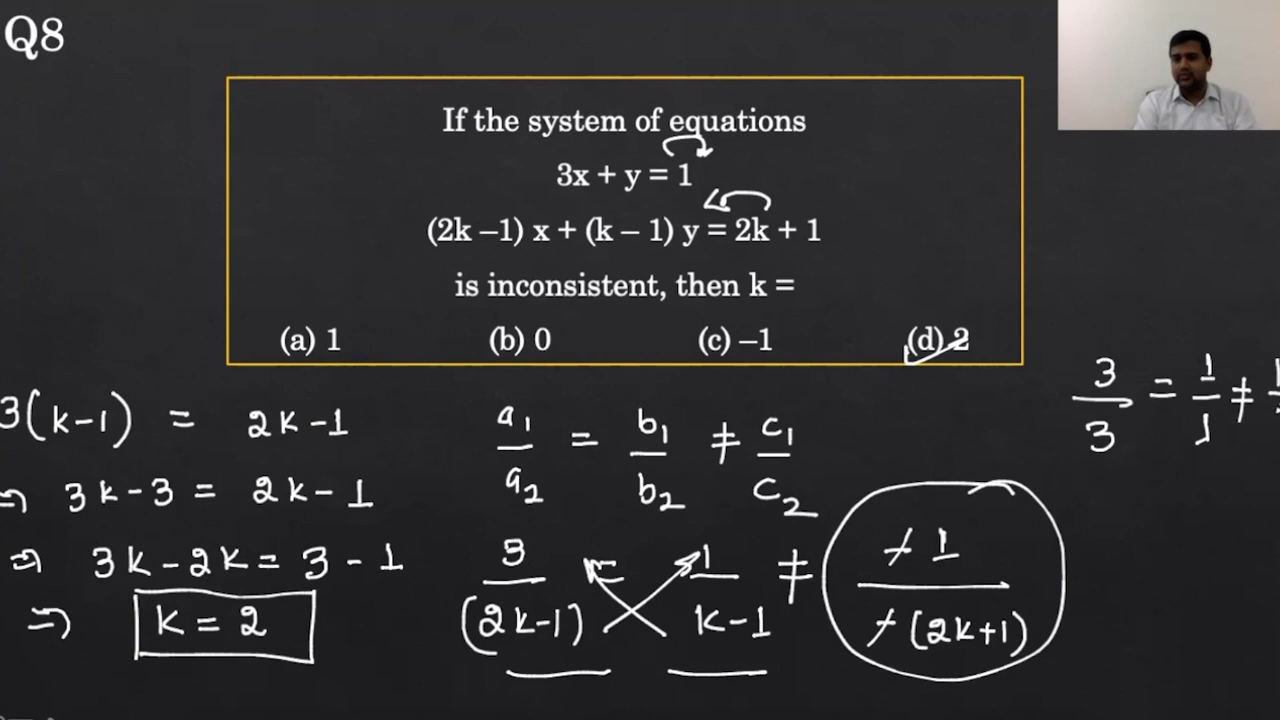 Q8
If the system of equations
3x + y = 1
(2k –1) x + (k – 1) y = 2k + 1
is inconsistent, then k =
(a) 1 (b) 0 (c) –1 (d) 2
3(k-1) = 2k-1
⇒ 3k-3 = 2k-1
⇒ 3k-2k = 3-1
⇒ k = 2
a₁/a₂ = b₁/b₂ ≠ c₁/c₂
3/(2k-1) = 1/k-1 ≠ -1/-(2k+1)
3/3 = 1/1 ≠